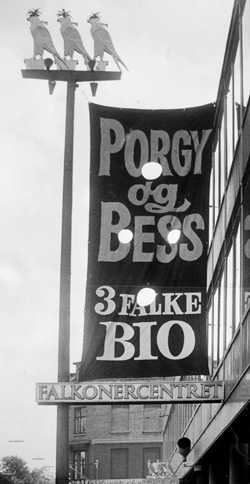 PORGY
og
BESS
3 FALKE
BIO
FALKONERCENTRET